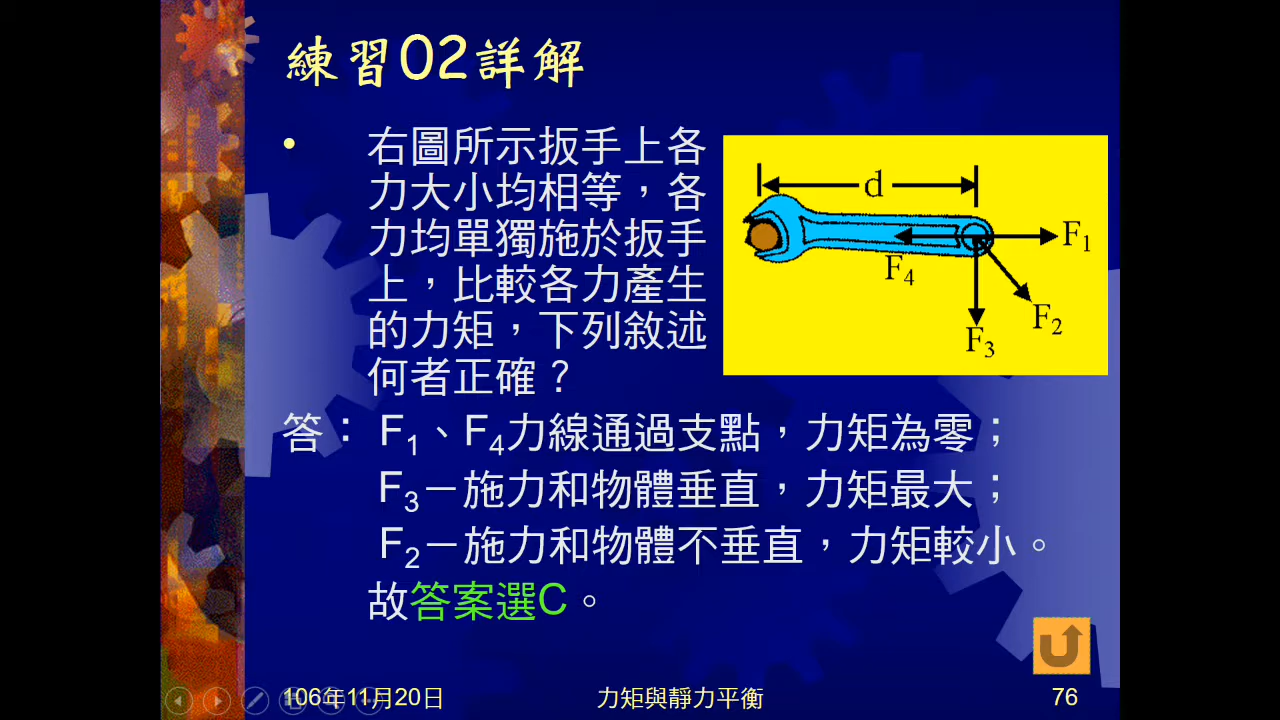 練習02詳解
• 右圖所示扳手上各
力大小均相等，各
力均單獨施於扳手
上，比較各力產生
的力矩，下列敘述
何者正確？
d
F₁
F₄
F₂
F₃
答： F₁、F₄力線通過支點，力矩為零；
F₃－施力和物體垂直，力矩最大；
F₂－施力和物體不垂直，力矩較小。
故答案選C。
106年11月20日
力矩與靜力平衡
76